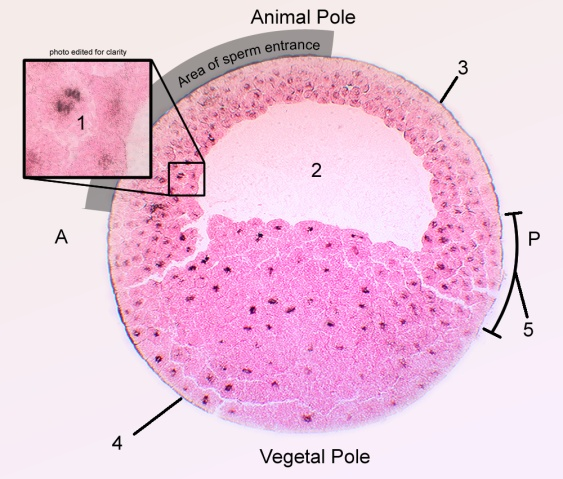 Animal Pole
photo edited for clarity
Area of sperm entrance
1
2
3
A
P
5
4
Vegetal Pole